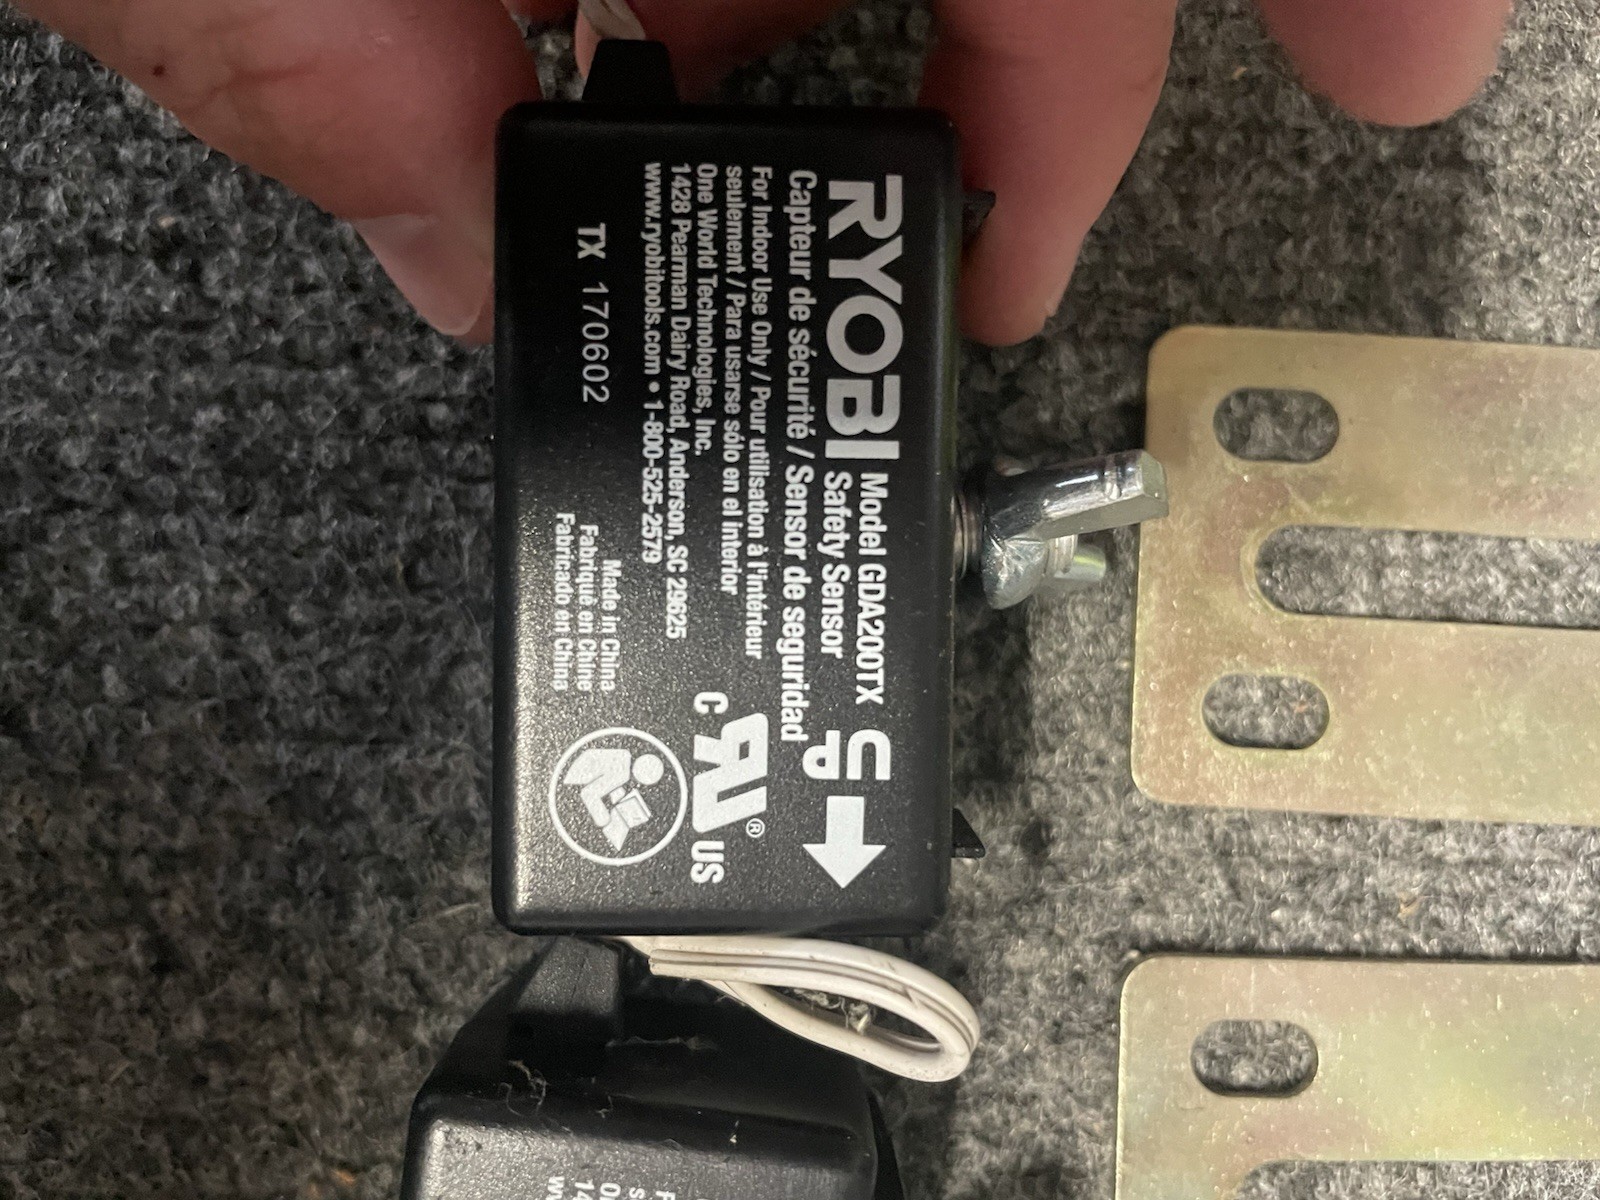 RYOBI Model GDA200TX
Safety Sensor
Capteur de sécurité / Sensor de seguridad
For Indoor Use Only / Pour utilisation à l'intérieur
seulement / Para usarse sólo en el interior
One World Technologies, Inc.
1428 Pearman Dairy Road, Anderson, SC 29625
www.ryobitools.com • 1-800-525-2579
TX 170602
Made in China
Fabriqué en Chine
Fabricado en China
C UL® US